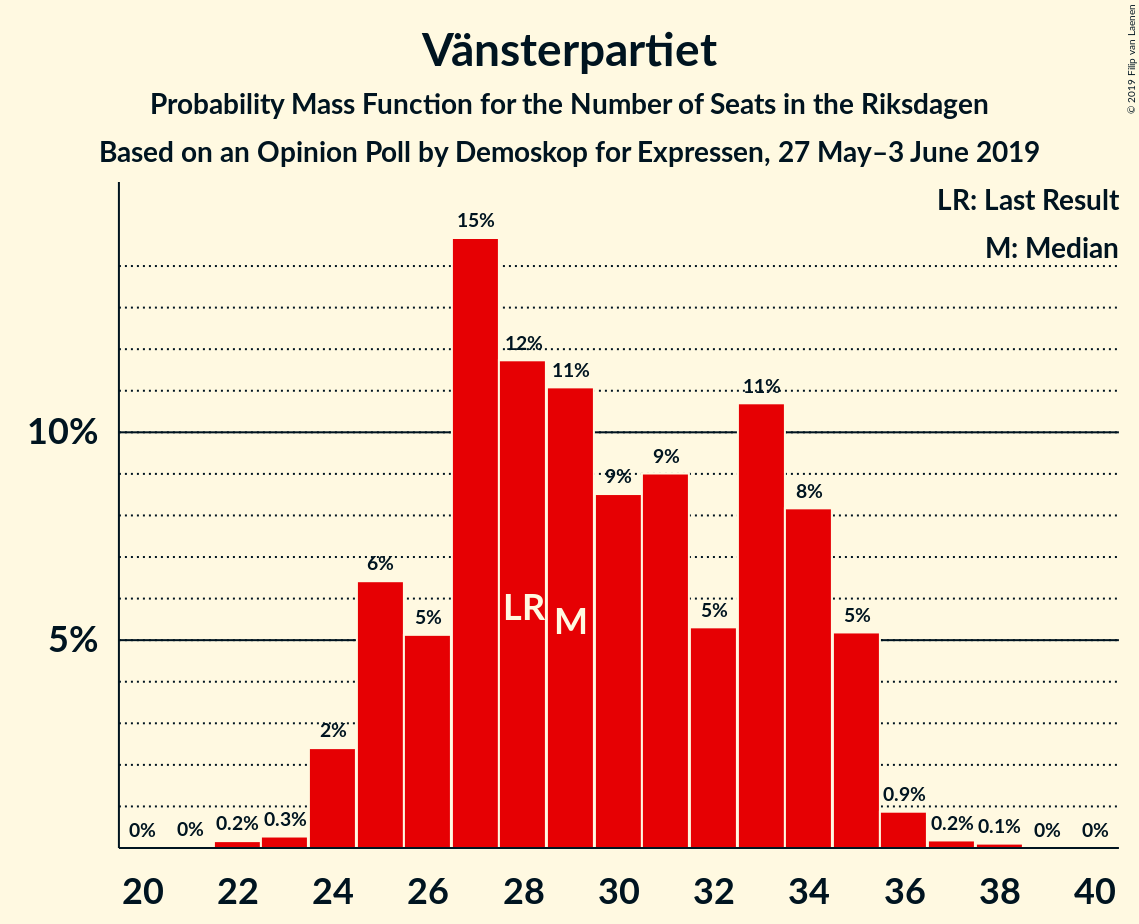 Vänsterpartiet
Probability Mass Function for the Number of Seats in the Riksdagen
Based on an Opinion Poll by Demoskop for Expressen, 27 May–3 June 2019
© 2019 Filip van Laenen
LR: Last Result
M: Median
10%
5%
0%
0%
0.2%
0.3%
2%
6%
5%
15%
12%
11%
9%
9%
5%
11%
8%
5%
0.9%
0.2%
0.1%
0%
0%
LR
M
20 22 24 26 28 30 32 34 36 38 40